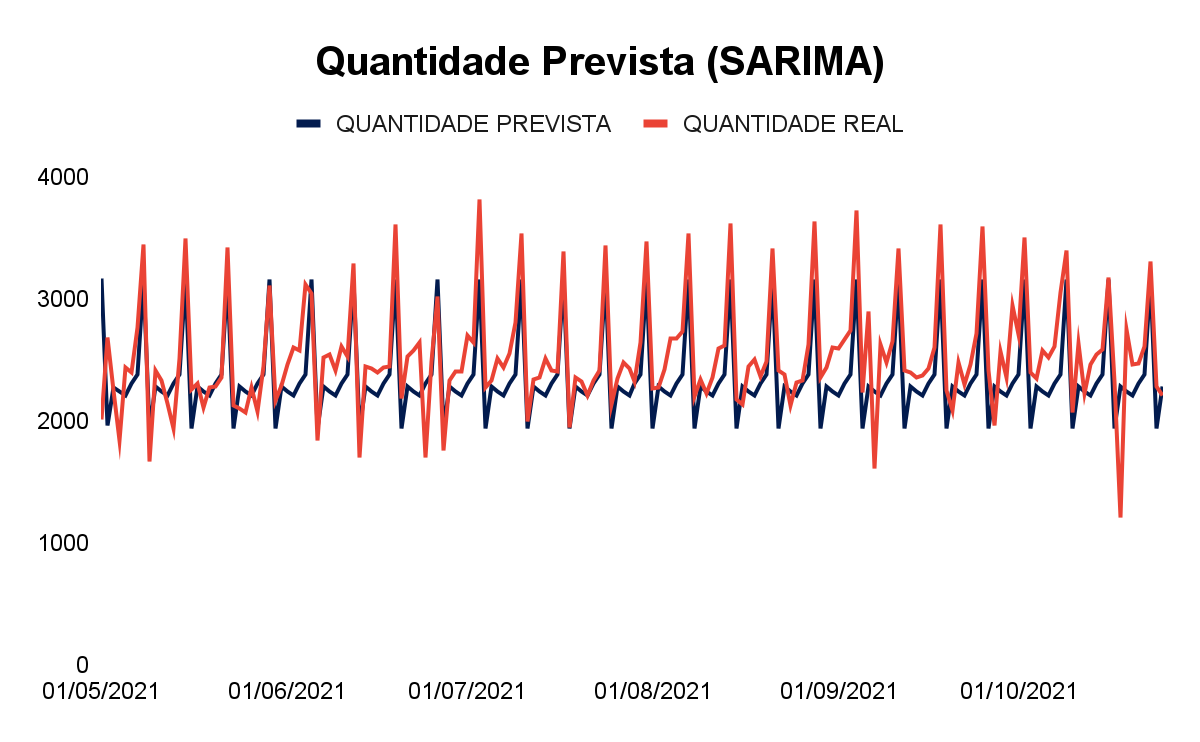 Quantidade Prevista (SARIMA)
QUANTIDADE PREVISTA QUANTIDADE REAL
4000
3000
2000
1000
0
01/05/2021 01/06/2021 01/07/2021 01/08/2021 01/09/2021 01/10/2021